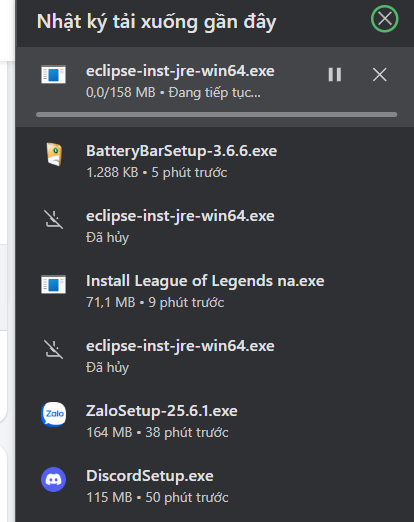 Nhật ký tải xuống gần đây
eclipse-inst-jre-win64.exe
0,0/158 MB • Đang tiếp tục...
BatteryBarSetup-3.6.6.exe
1.288 KB • 5 phút trước
eclipse-inst-jre-win64.exe
Đã hủy
Install League of Legends na.exe
71,1 MB • 9 phút trước
eclipse-inst-jre-win64.exe
Đã hủy
Zalo
ZaloSetup-25.6.1.exe
164 MB • 38 phút trước
DiscordSetup.exe
115 MB • 50 phút trước